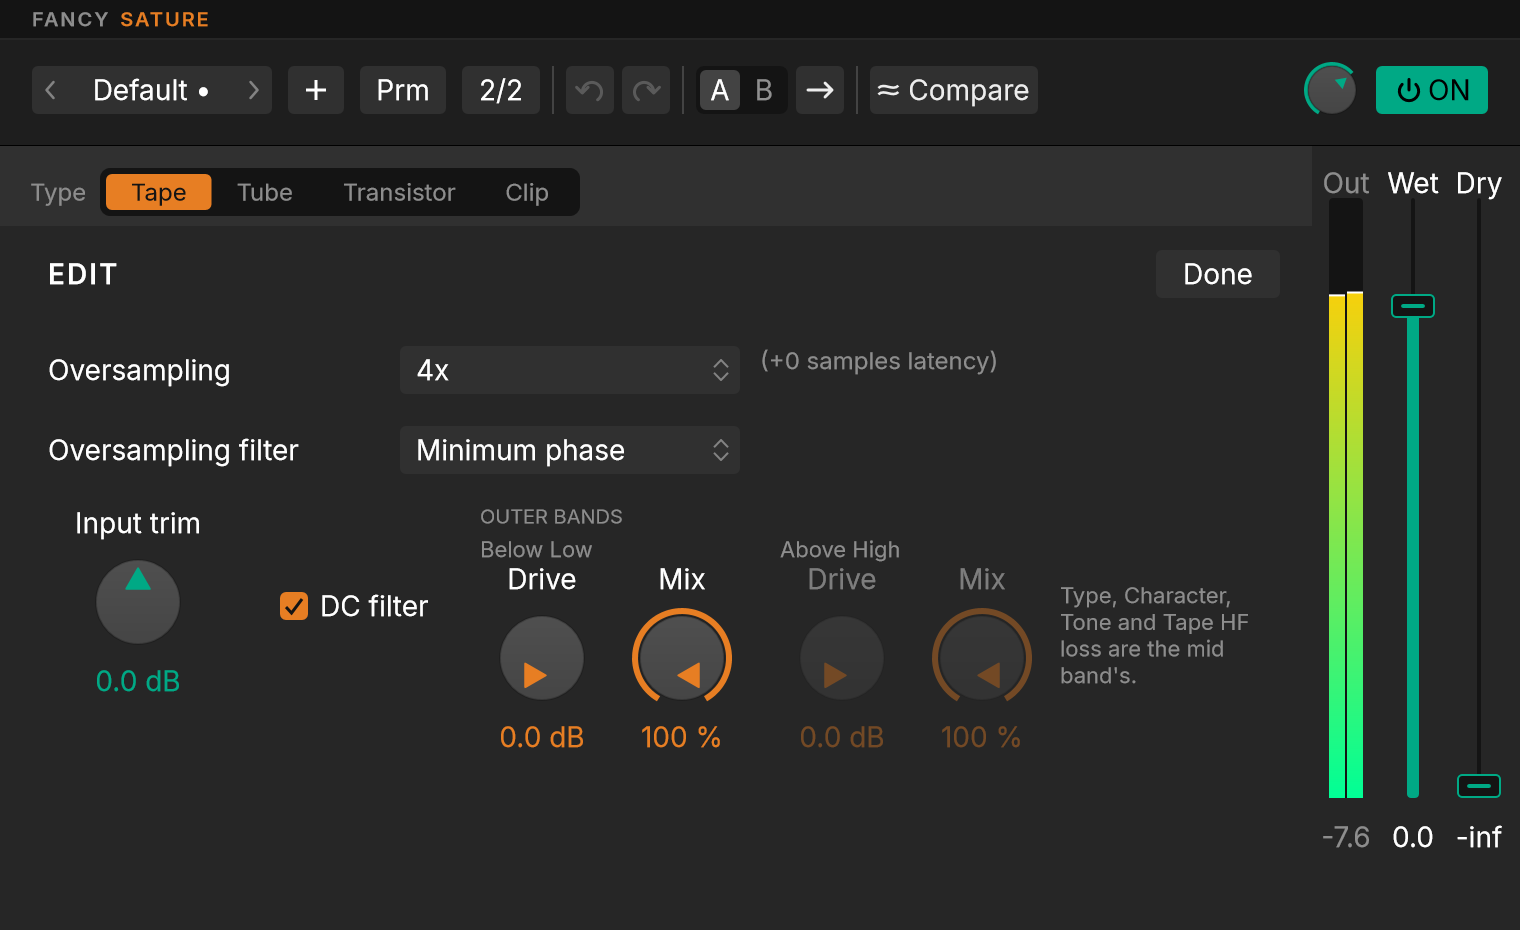 FANCY SATURE
Default •
+
Prm
2/2
A
B
→
≈ Compare
ON
Type
Tape
Tube
Transistor
Clip
Out
Wet
Dry
EDIT
Done
Oversampling
4x
(+0 samples latency)
Oversampling filter
Minimum phase
Input trim
0.0 dB
DC filter
OUTER BANDS
Below Low
Above High
Drive
Mix
Drive
Mix
0.0 dB
100 %
0.0 dB
100 %
Type, Character,
Tone and Tape HF
loss are the mid
band's.
-7.6
0.0
-inf